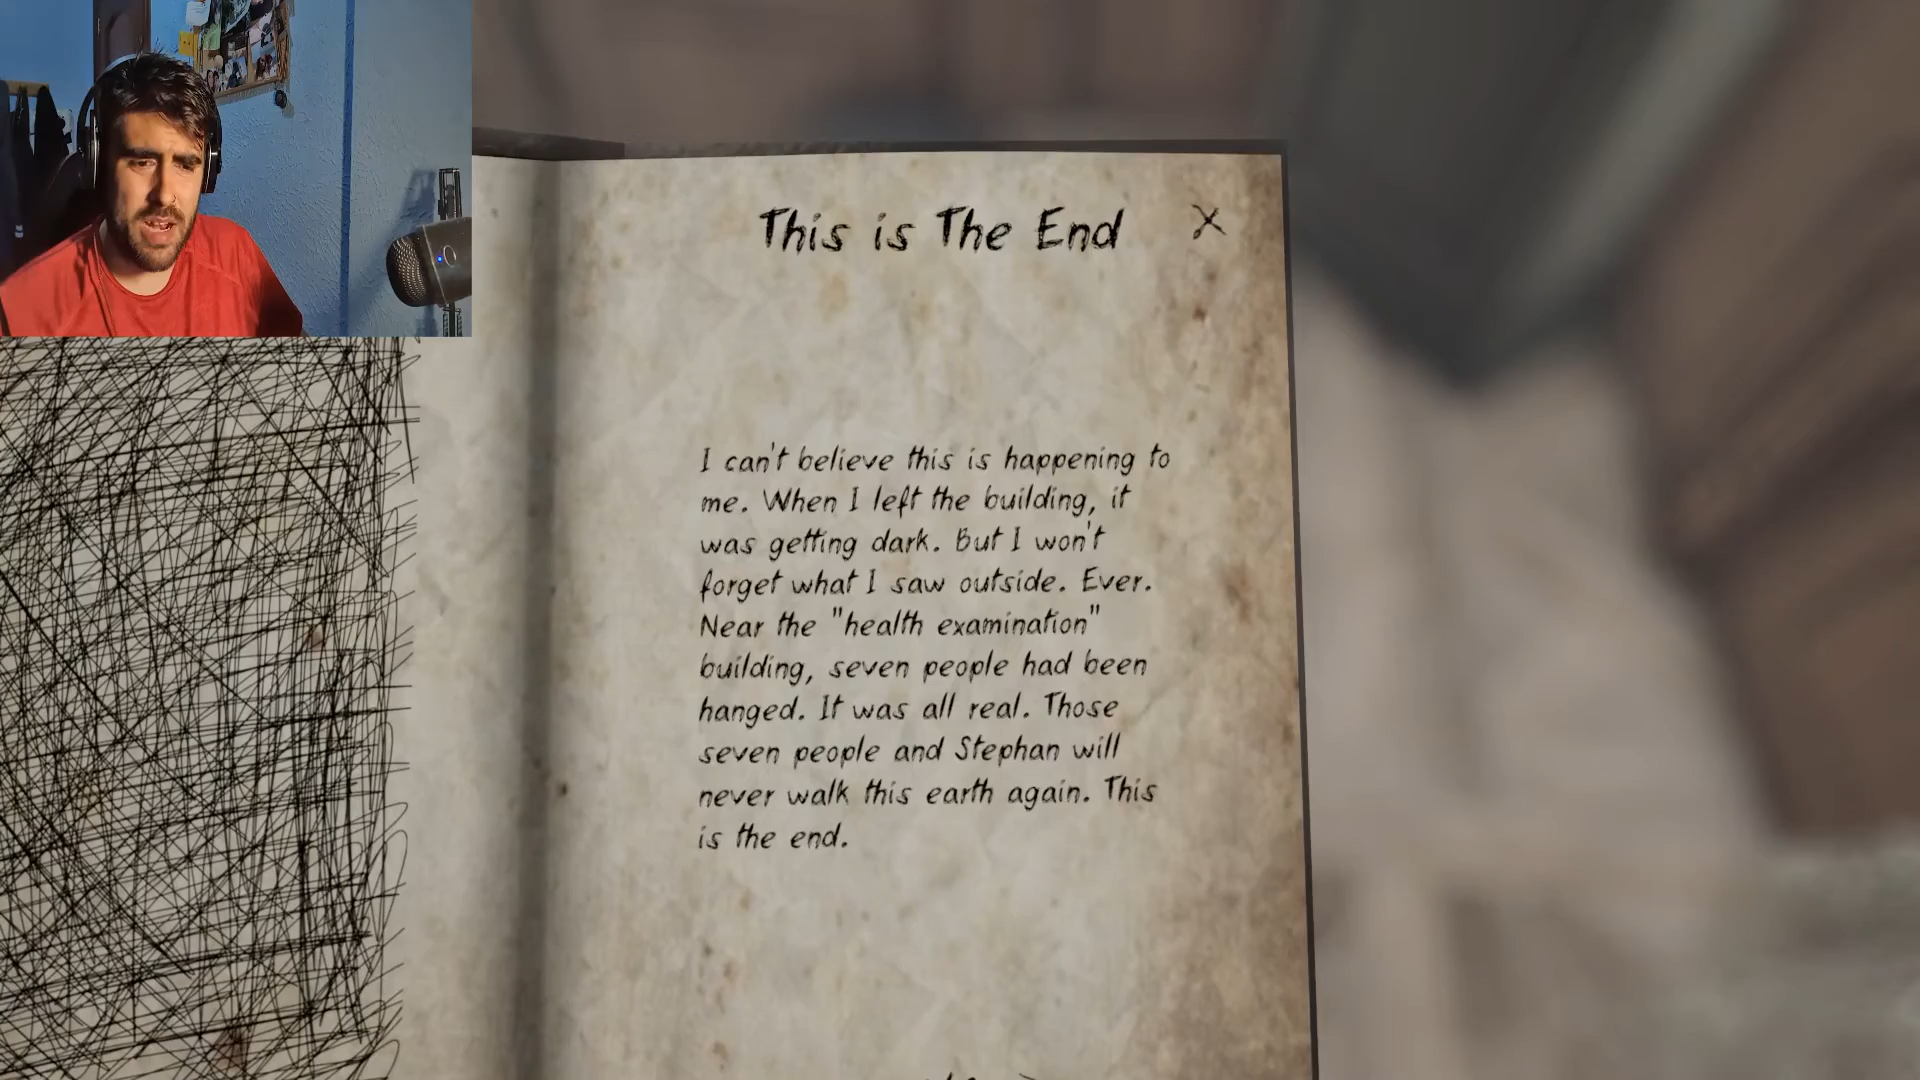 This is The End
X
I can't believe this is happening to
me. When I left the building, it
was getting dark. But I won't
forget what I saw outside. Ever.
Near the "health examination"
building, seven people had been
hanged. It was all real. Those
seven people and Stephan will
never walk this earth again. This
is the end.